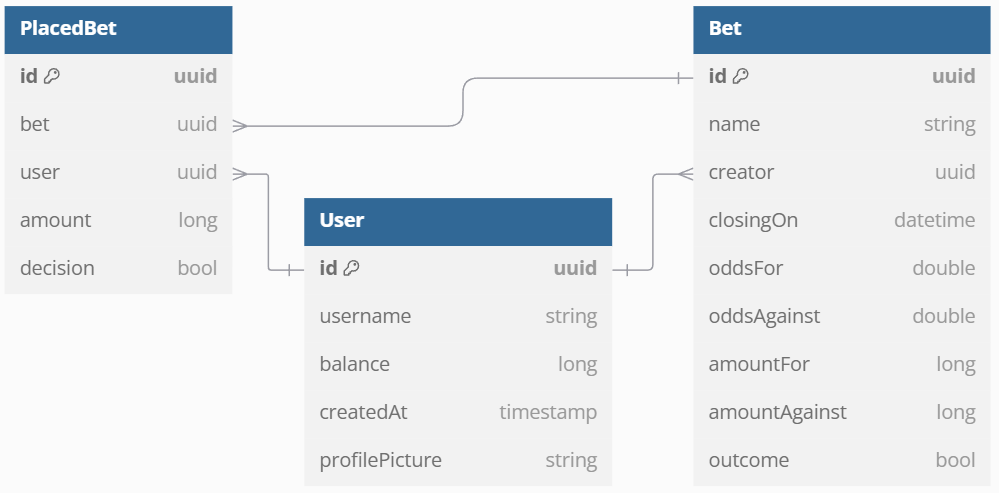 PlacedBet
id uuid
bet uuid
user uuid
amount long
decision bool
User
id uuid
username string
balance long
createdAt timestamp
profilePicture string
Bet
id uuid
name string
creator uuid
closingOn datetime
oddsFor double
oddsAgainst double
amountFor long
amountAgainst long
outcome bool